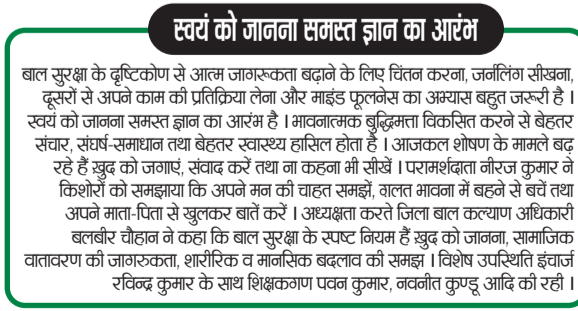 स्वयं को जानना समस्त ज्ञान का आरंभ
बाल सुरक्षा के दृष्टिकोण से आत्म जागरूकता बढ़ाने के लिए चिंतन करना, जर्नलिंग सीखना,
दूसरों से अपने काम की प्रतिक्रिया लेना और माइंड फूलनेस का अभ्यास बहुत जरूरी है ।
स्वयं को जानना समस्त ज्ञान का आरंभ है । भावनात्मक बुद्धिमत्ता विकसित करने से बेहतर
संचार, संघर्ष-समाधान तथा बेहतर स्वास्थ्य हासिल होता है । आजकल शोषण के मामले बढ़
रहे हैं ख़ुद को जगाएं, संवाद करें तथा ना कहना भी सीखें । परामर्शदाता नीरज कुमार ने
किशोरों को समझाया कि अपने मन की चाहत समझें, ग़लत भावना में बहने से बचें तथा
अपने माता-पिता से खुलकर बातें करें । अध्यक्षता करते जिला बाल कल्याण अधिकारी
बलबीर चौहान ने कहा कि बाल सुरक्षा के स्पष्ट नियम हैं ख़ुद को जानना, सामाजिक
वातावरण की जागरुकता, शारीरिक व मानसिक बदलाव की समझ । विशेष उपस्थिति इंचार्ज
रविन्द्र कुमार के साथ शिक्षकगण पवन कुमार, नवनीत कुण्डू आदि की रही ।